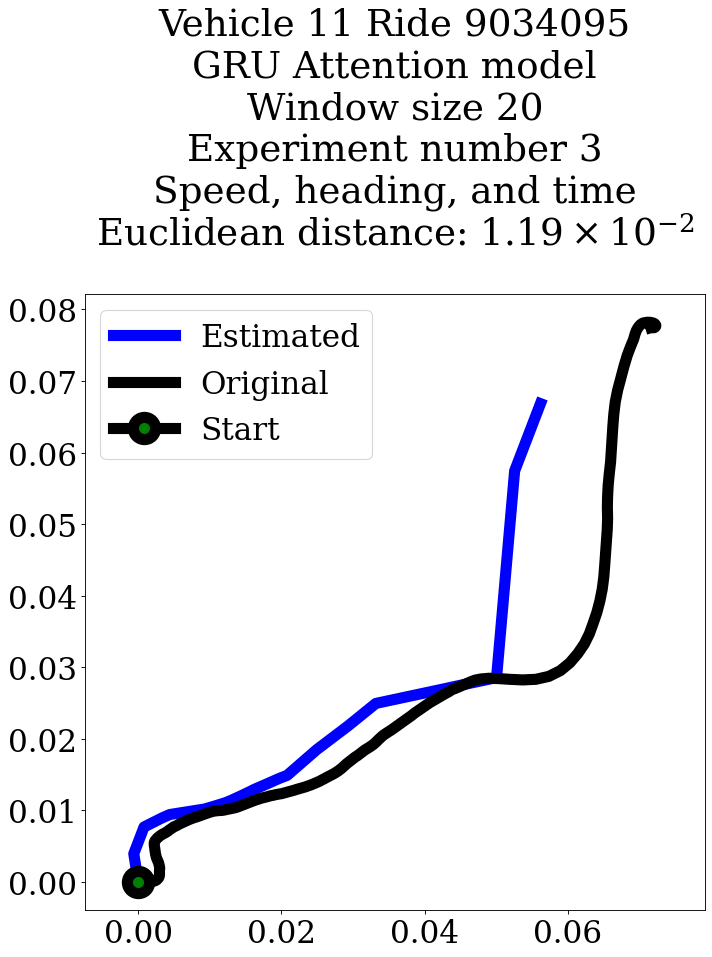 Vehicle 11 Ride 9034095
GRU Attention model
Window size 20
Experiment number 3
Speed, heading, and time
Euclidean distance: 1.19 × 10⁻²
0.08
0.07
0.06
0.05
0.04
0.03
0.02
0.01
0.00
Estimated
Original
Start
0.00 0.02 0.04 0.06